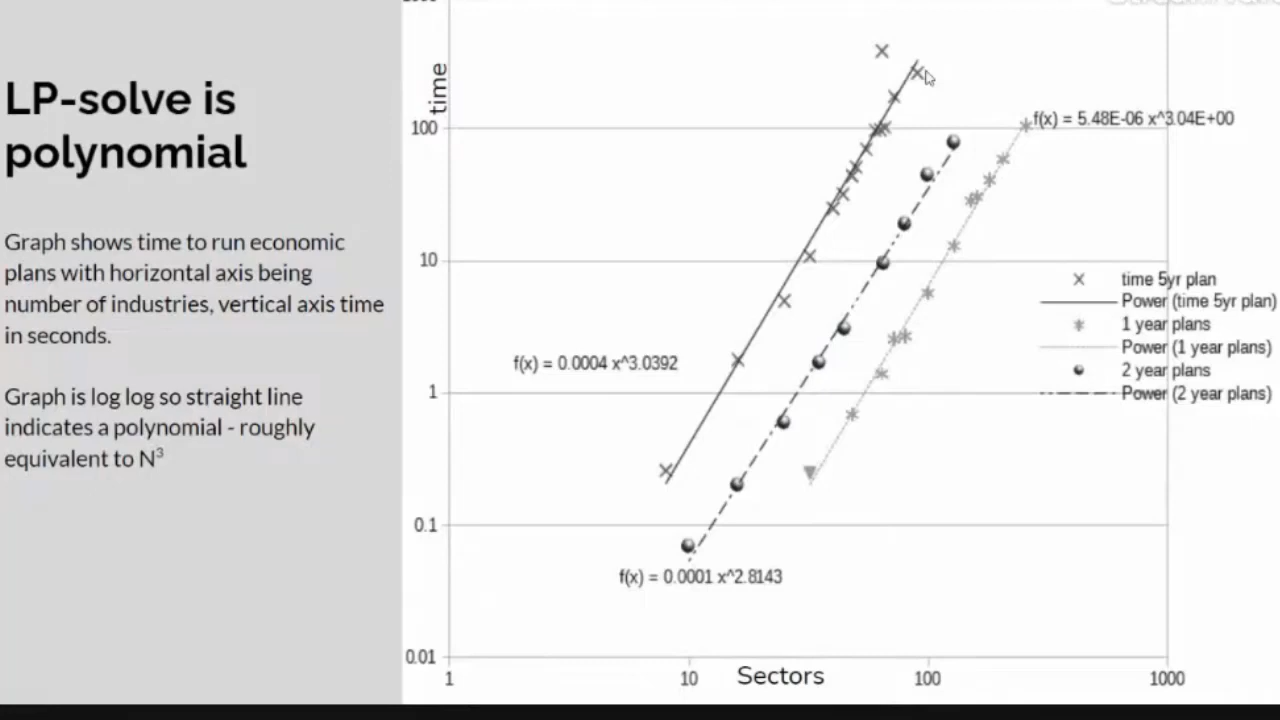 LP-solve is
polynomial
Graph shows time to run economic
plans with horizontal axis being
number of industries, vertical axis time
in seconds.
Graph is log log so straight line
indicates a polynomial - roughly
equivalent to N³
time
100
10
1
0.1
0.01
1
10
100
1000
Sectors
f(x) = 5.48E-06 x^3.04E+00
f(x) = 0.0004 x^3.0392
f(x) = 0.0001 x^2.8143
time 5yr plan
Power (time 5yr plan)
1 year plans
Power (1 year plans)
2 year plans
Power (2 year plans)